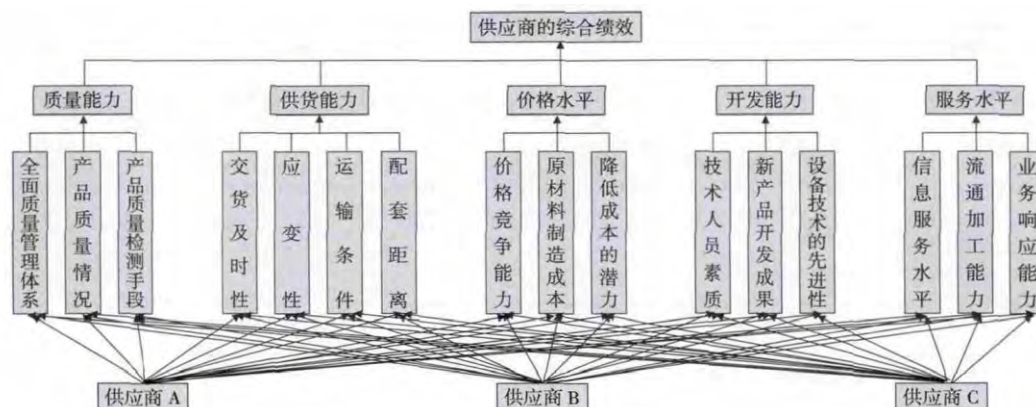 供应商的综合绩效
质量能力
供货能力
价格水平
开发能力
服务水平
全面质量管理体系
产品质量情况
产品质量检测手段
交货及时性
应变性
运输条件
配套距离
价格竞争能力
原材料制造成本
降低成本的潜力
技术人员素质
新产品开发成果
设备技术的先进性
信息服务水平
流通加工能力
业务响应能力
供应商 A
供应商 B
供应商 C